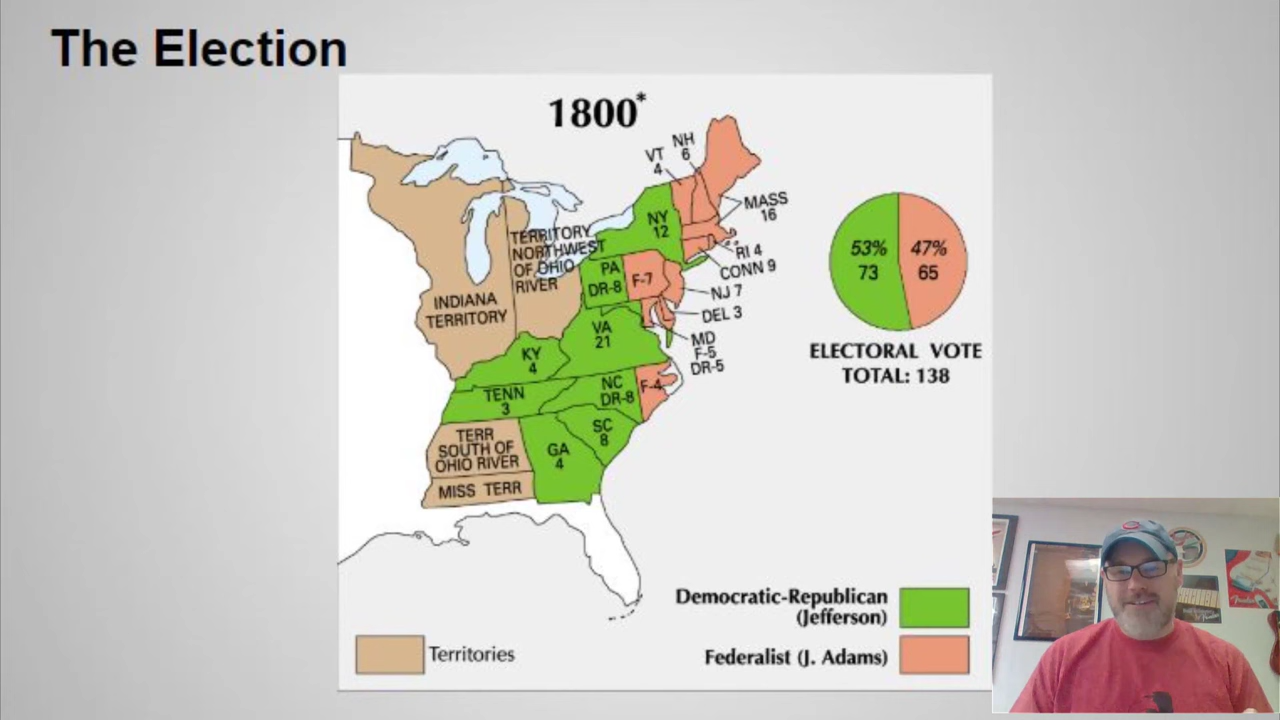 The Election
1800*
NH
6
VT
4
MASS
16
NY
12
RI 4
CONN 9
NJ 7
DEL 3
MD
F-5
DR-5
TERRITORY
NORTHWEST
OF OHIO
RIVER
PA
DR-8
F-7
INDIANA
TERRITORY
VA
21
KY
4
TENN
3
NC
DR-8
F-4
SC
8
GA
4
TERR
SOUTH OF
OHIO RIVER
MISS TERR
53%
73
47%
65
ELECTORAL VOTE
TOTAL: 138
Democratic-Republican
(Jefferson)
Federalist (J. Adams)
Territories
Fender